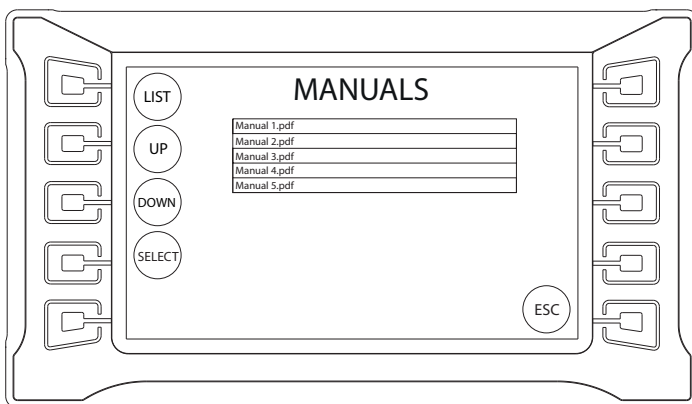 MANUALS
LIST
UP
DOWN
SELECT
Manual 1.pdf
Manual 2.pdf
Manual 3.pdf
Manual 4.pdf
Manual 5.pdf
ESC